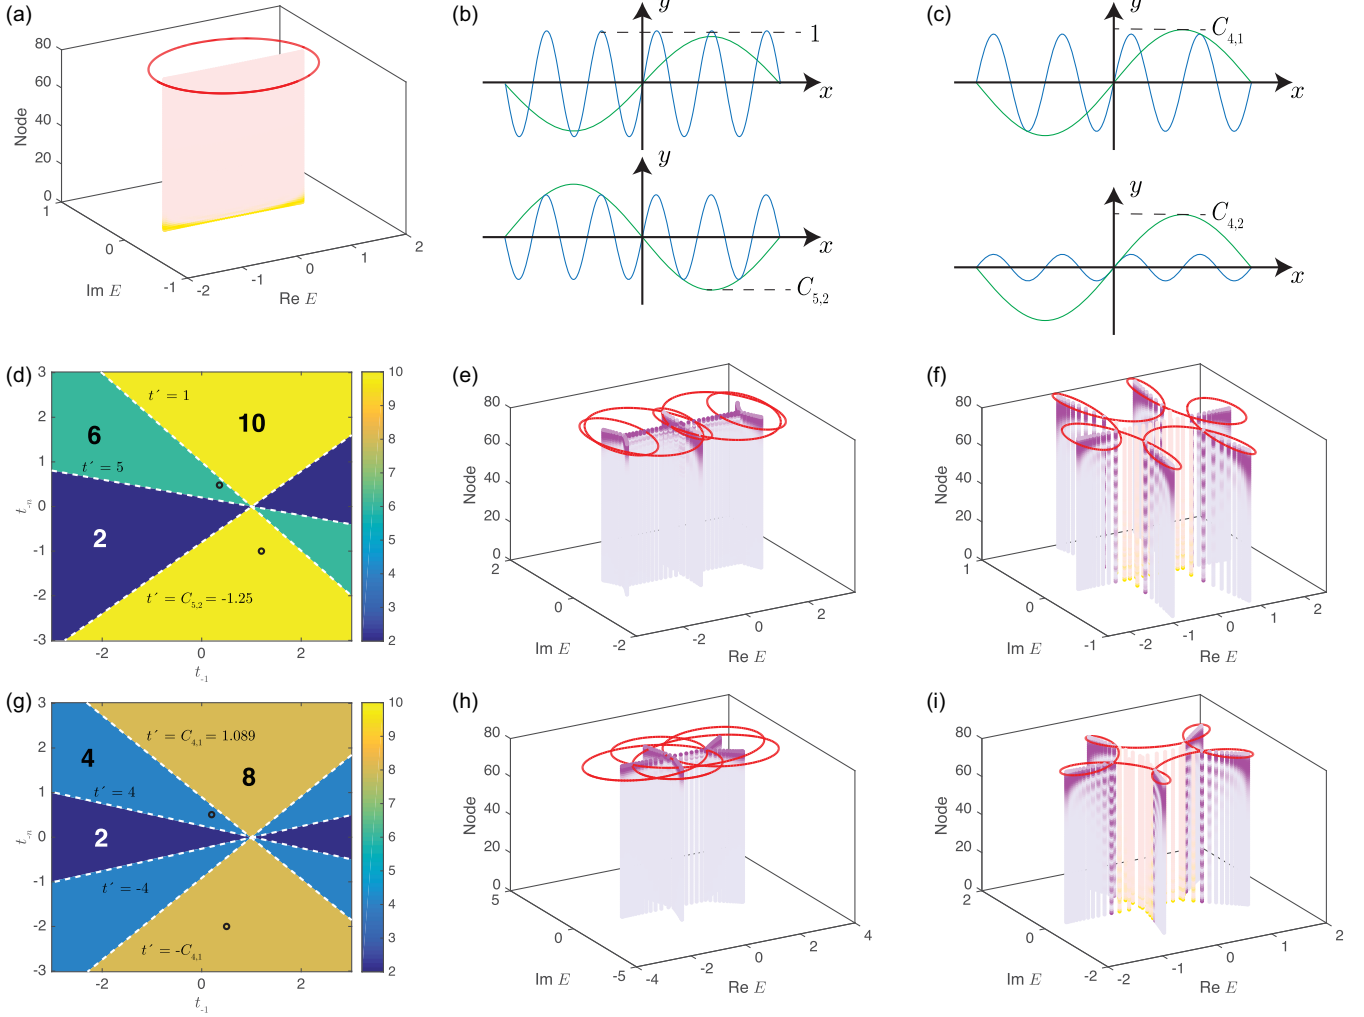 (a)
80
60
40
20
0
Node
1
0
-1
Im E
-2
-1
0
1
2
Re E
(b)
y
1
x
y
x
C5,2
(c)
y
C4,1
x
y
C4,2
x
(d)
3
2
1
0
-1
-2
-3
t-n
t´ = 1
10
6
t´ = 5
2
t´ = C5,2 = -1.25
-2
0
2
t-1
10
9
8
7
6
5
4
3
2
(e)
80
60
40
20
0
Node
2
0
-2
Im E
-2
0
2
Re E
(f)
80
60
40
20
0
Node
1
0
-1
Im E
-2
-1
0
1
2
Re E
(g)
3
2
1
0
-1
-2
-3
t-n
t´ = C4,1 = 1.089
4
8
t´ = 4
2
t´ = -4
t´ = -C4,1
-2
0
2
t-1
10
9
8
7
6
5
4
3
2
(h)
80
60
40
20
0
Node
5
0
-5
Im E
-4
-2
0
2
4
Re E
(i)
80
60
40
20
0
Node
2
0
-2
Im E
-2
-1
0
1
2
Re E